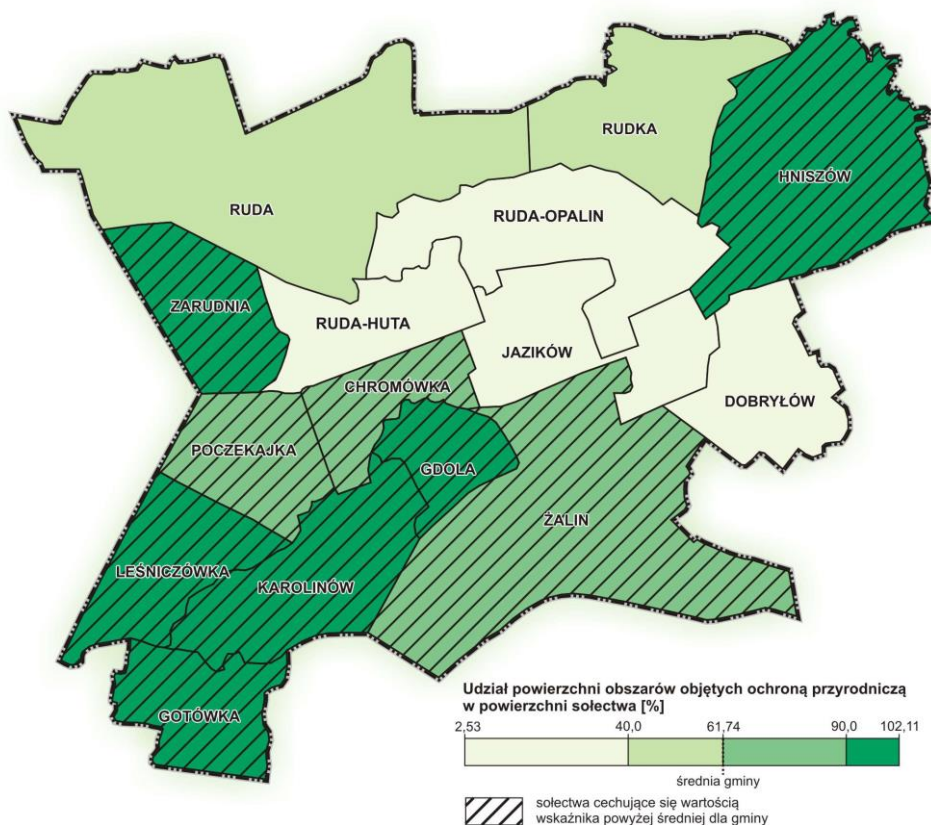 RUDKA
HNISZÓW
RUDA
RUDA-OPALIN
ZARUDNIA
RUDA-HUTA
JAZIKÓW
CHROMÓWKA
DOBRYŁÓW
POCZEKAJKA
GDOLA
ŻALIN
LEŚNICZÓWKA
KAROLINÓW
GOTÓWKA
Udział powierzchni obszarów objętych ochroną przyrodniczą
w powierzchni sołectwa [%]
2,53 40,0 61,74 90,0 102,11
średnia gminy
sołectwa cechujące się wartością
wskaźnika powyżej średniej dla gminy